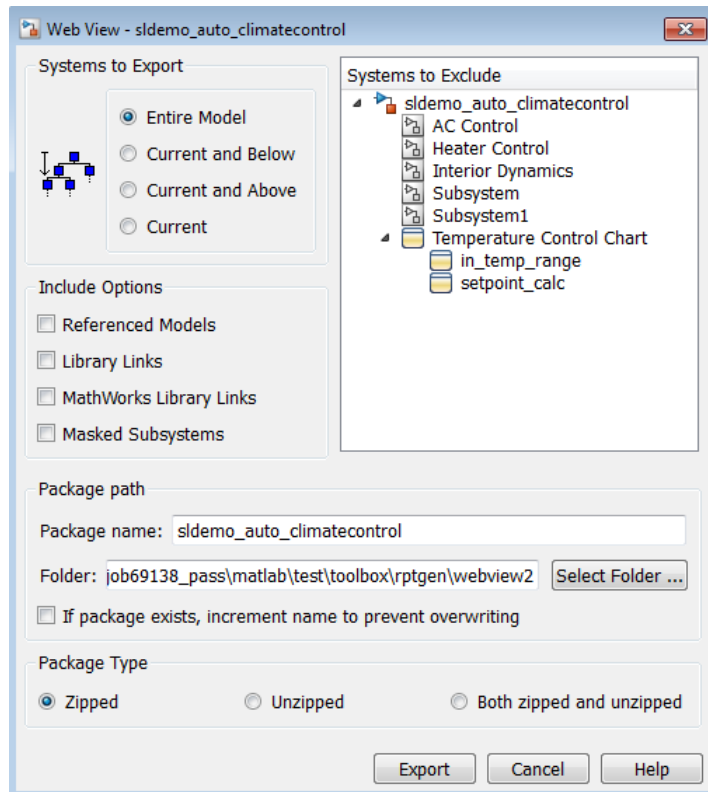 Web View - sldemo_auto_climatecontrol
Systems to Export
Entire Model
Current and Below
Current and Above
Current
Systems to Exclude
sldemo_auto_climatecontrol
AC Control
Heater Control
Interior Dynamics
Subsystem
Subsystem1
Temperature Control Chart
in_temp_range
setpoint_calc
Include Options
Referenced Models
Library Links
MathWorks Library Links
Masked Subsystems
Package path
Package name: sldemo_auto_climatecontrol
Folder: job69138_pass\matlab\test\toolbox\rptgen\webview2 Select Folder ...
If package exists, increment name to prevent overwriting
Package Type
Zipped Unzipped Both zipped and unzipped
Export Cancel Help